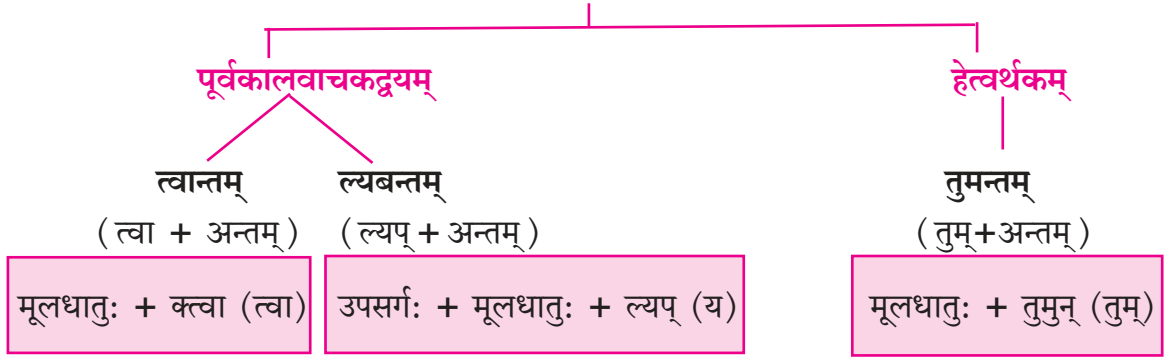 पूर्वकालवाचकद्वयम् हेत्वर्थकम्
त्वान्तम् ल्यबन्तम् तुमन्तम्
(त्वा + अन्तम्) (ल्यप् + अन्तम्) (तुम्+अन्तम्)
मूलधातुः + क्त्वा (त्वा) उपसर्गः + मूलधातुः + ल्यप् (य) मूलधातुः + तुमुन् (तुम्)